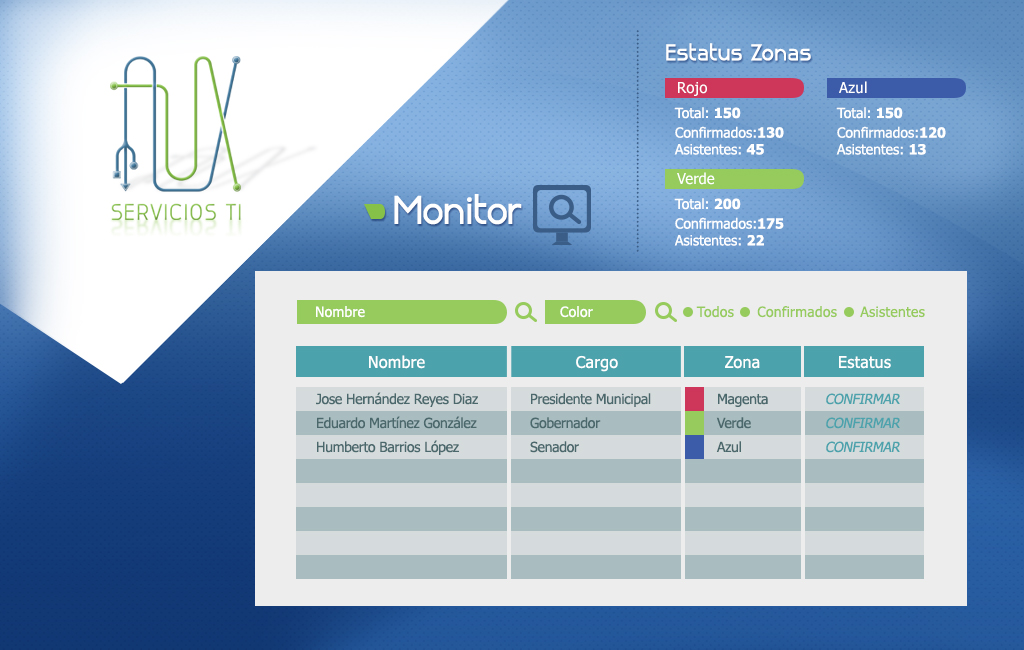 SERVICIOS TI
Monitor
Estatus Zonas
Rojo
Total: 150
Confirmados:130
Asistentes: 45
Azul
Total: 150
Confirmados:120
Asistentes: 13
Verde
Total: 200
Confirmados:175
Asistentes: 22
Nombre Color Todos Confirmados Asistentes
Nombre Cargo Zona Estatus
Jose Hernández Reyes Diaz Presidente Municipal Magenta CONFIRMAR
Eduardo Martínez González Gobernador Verde CONFIRMAR
Humberto Barrios López Senador Azul CONFIRMAR